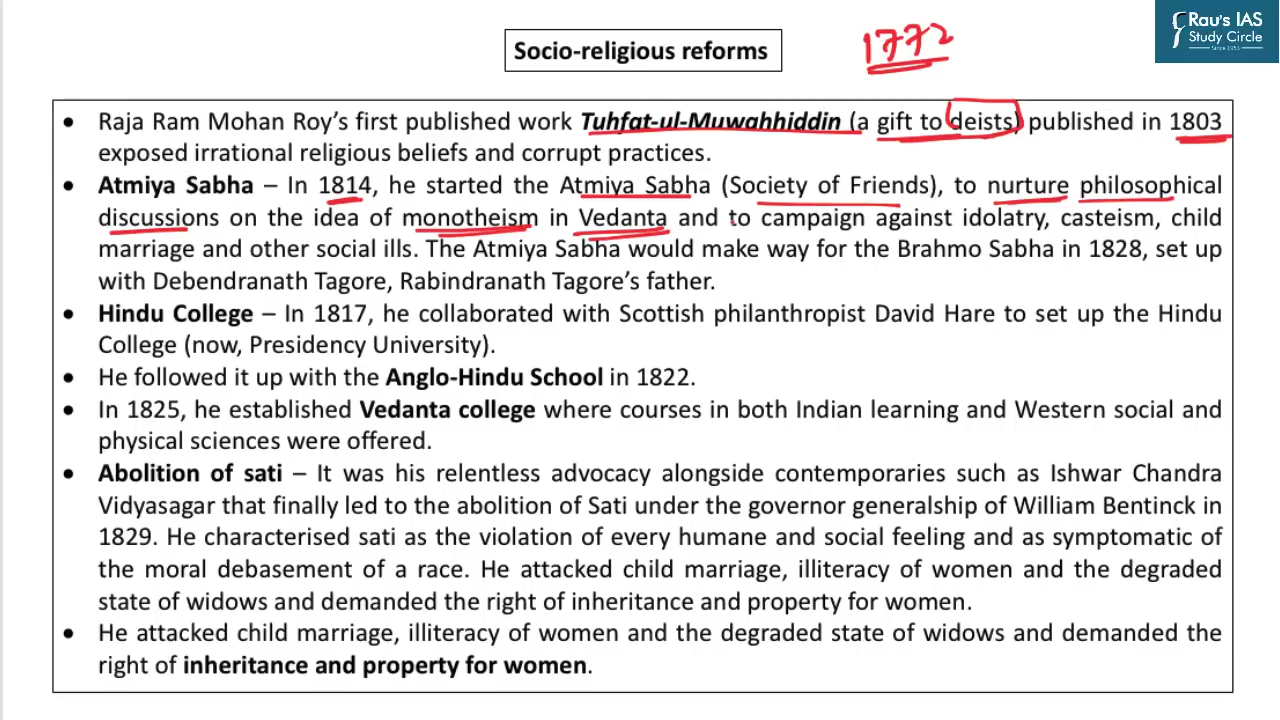 Socio-religious reforms
1772
Rau's IAS
Study Circle
Since 1953
• Raja Ram Mohan Roy's first published work Tuhfat-ul-Muwahhiddin (a gift to deists) published in 1803
exposed irrational religious beliefs and corrupt practices.
• Atmiya Sabha – In 1814, he started the Atmiya Sabha (Society of Friends), to nurture philosophical
discussions on the idea of monotheism in Vedanta and to campaign against idolatry, casteism, child
marriage and other social ills. The Atmiya Sabha would make way for the Brahmo Sabha in 1828, set up
with Debendranath Tagore, Rabindranath Tagore's father.
• Hindu College – In 1817, he collaborated with Scottish philanthropist David Hare to set up the Hindu
College (now, Presidency University).
• He followed it up with the Anglo-Hindu School in 1822.
• In 1825, he established Vedanta college where courses in both Indian learning and Western social and
physical sciences were offered.
• Abolition of sati – It was his relentless advocacy alongside contemporaries such as Ishwar Chandra
Vidyasagar that finally led to the abolition of Sati under the governor generalship of William Bentinck in
1829. He characterised sati as the violation of every humane and social feeling and as symptomatic of
the moral debasement of a race. He attacked child marriage, illiteracy of women and the degraded
state of widows and demanded the right of inheritance and property for women.
• He attacked child marriage, illiteracy of women and the degraded state of widows and demanded the
right of inheritance and property for women.